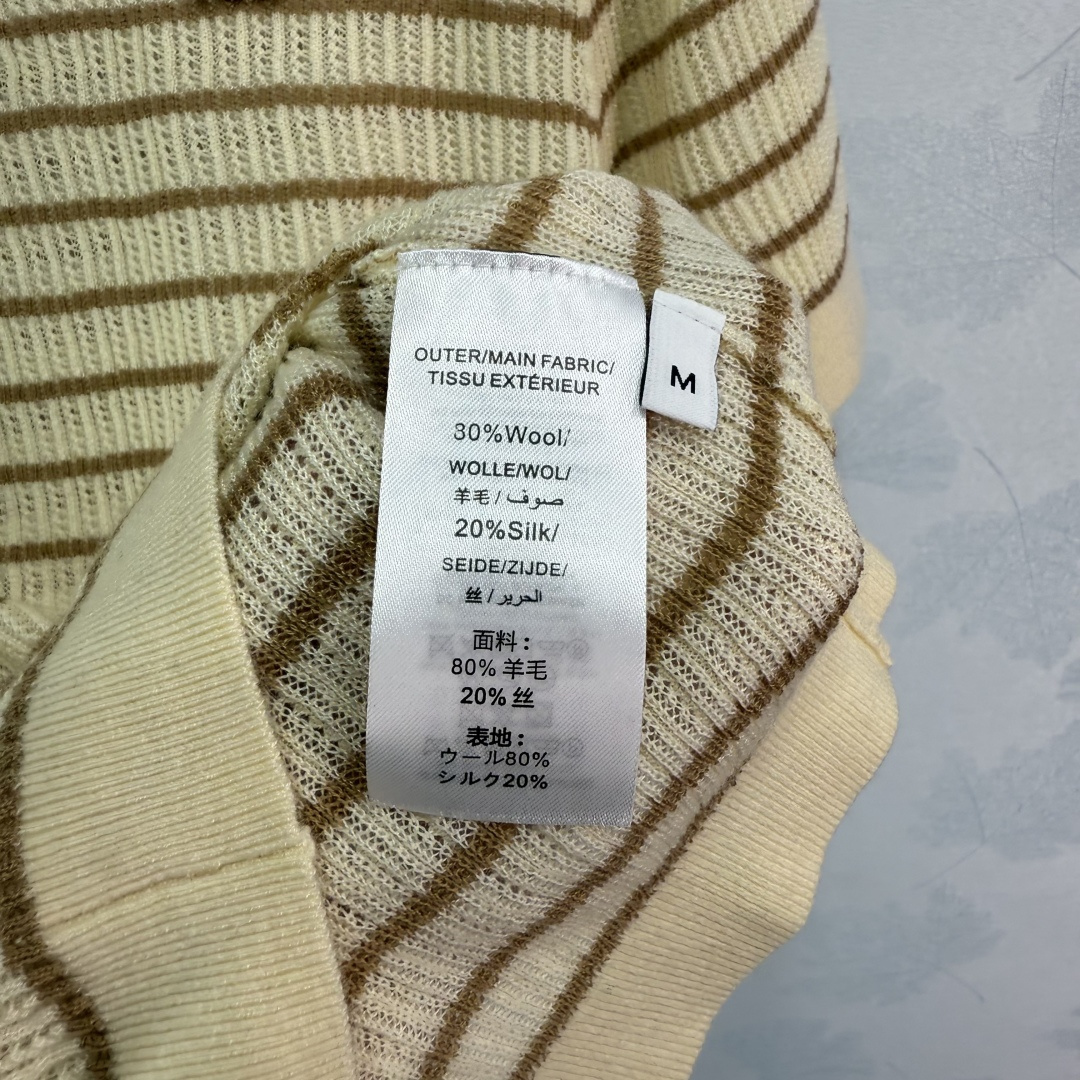 OUTER/MAIN FABRIC/
TISSU EXTÉRIEUR
30%Wool/
WOLLE/WOL/
羊毛 / صوف/
20%Silk/
SEIDE/ZIJDE/
丝 / الحرير/
面料 :
80% 羊毛
20% 丝
表地 :
ウール80%
シルク20%
M